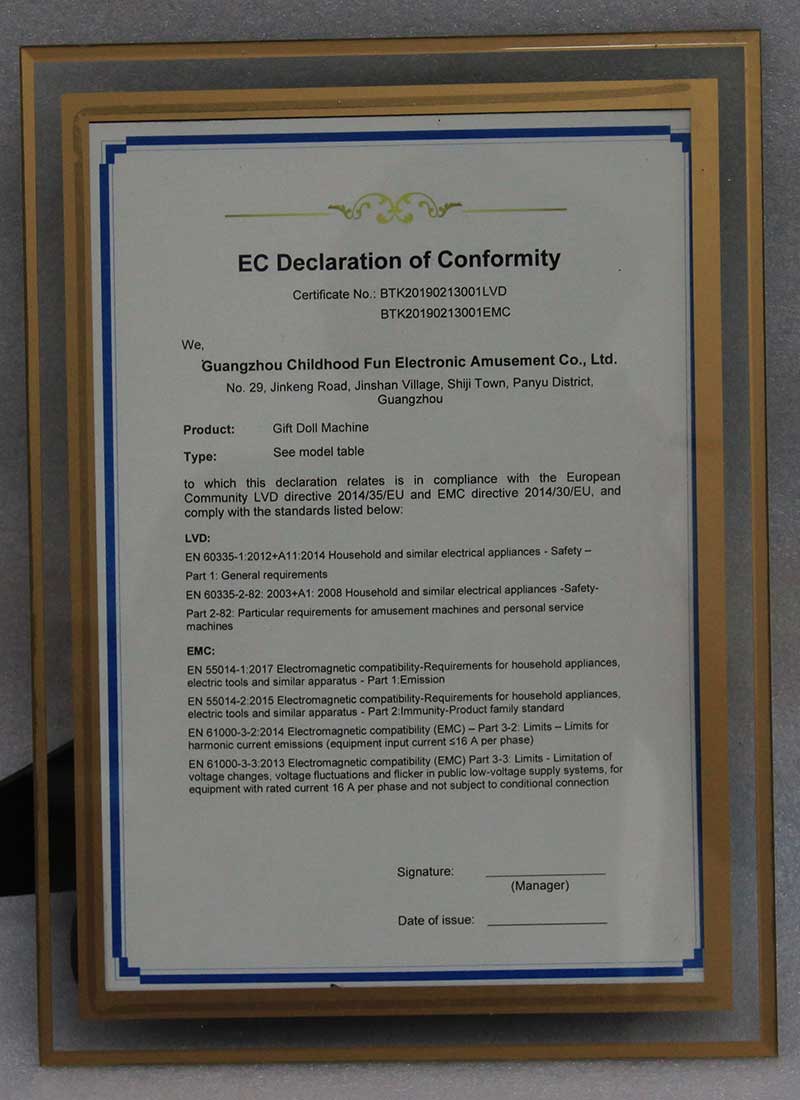 EC Declaration of Conformity
Certificate No.: BTK20190213001LVD
BTK20190213001EMC
We,
Guangzhou Childhood Fun Electronic Amusement Co., Ltd.
No. 29, Jinkeng Road, Jinshan Village, Shiji Town, Panyu District,
Guangzhou
Product: Gift Doll Machine
Type: See model table
to which this declaration relates is in compliance with the European
Community LVD directive 2014/35/EU and EMC directive 2014/30/EU, and
comply with the standards listed below:
LVD:
EN 60335-1:2012+A11:2014 Household and similar electrical appliances - Safety –
Part 1: General requirements
EN 60335-2-82: 2003+A1: 2008 Household and similar electrical appliances -Safety-
Part 2-82: Particular requirements for amusement machines and personal service
machines
EMC:
EN 55014-1:2017 Electromagnetic compatibility-Requirements for household appliances,
electric tools and similar apparatus - Part 1:Emission
EN 55014-2:2015 Electromagnetic compatibility-Requirements for household appliances,
electric tools and similar apparatus - Part 2:Immunity-Product family standard
EN 61000-3-2:2014 Electromagnetic compatibility (EMC) – Part 3-2: Limits – Limits for
harmonic current emissions (equipment input current ≤16 A per phase)
EN 61000-3-3:2013 Electromagnetic compatibility (EMC) Part 3-3: Limits - Limitation of
voltage changes, voltage fluctuations and flicker in public low-voltage supply systems, for
equipment with rated current 16 A per phase and not subject to conditional connection
Signature:
(Manager)
Date of issue: